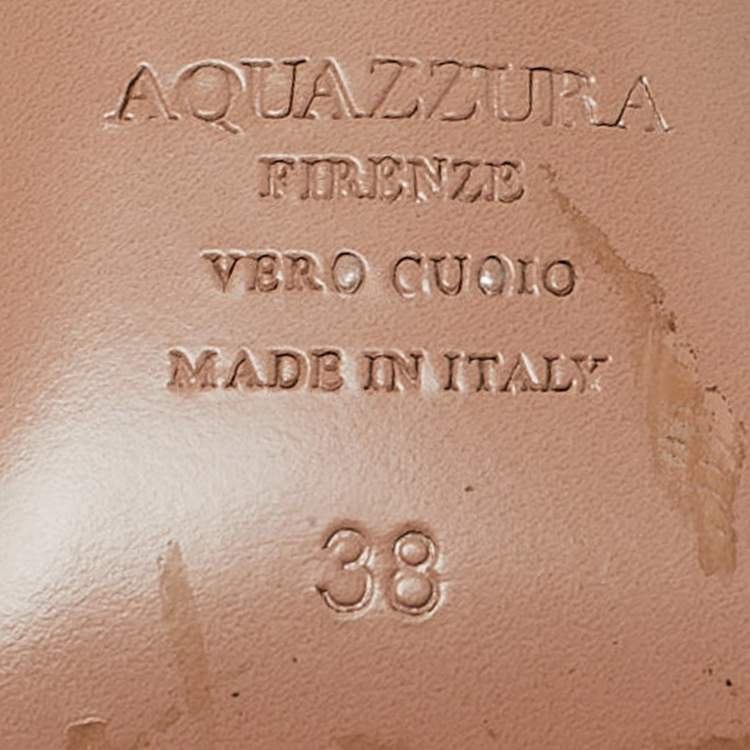 AQUAZZURA
FIRENZE
VERO CUOIO
MADE IN ITALY
38